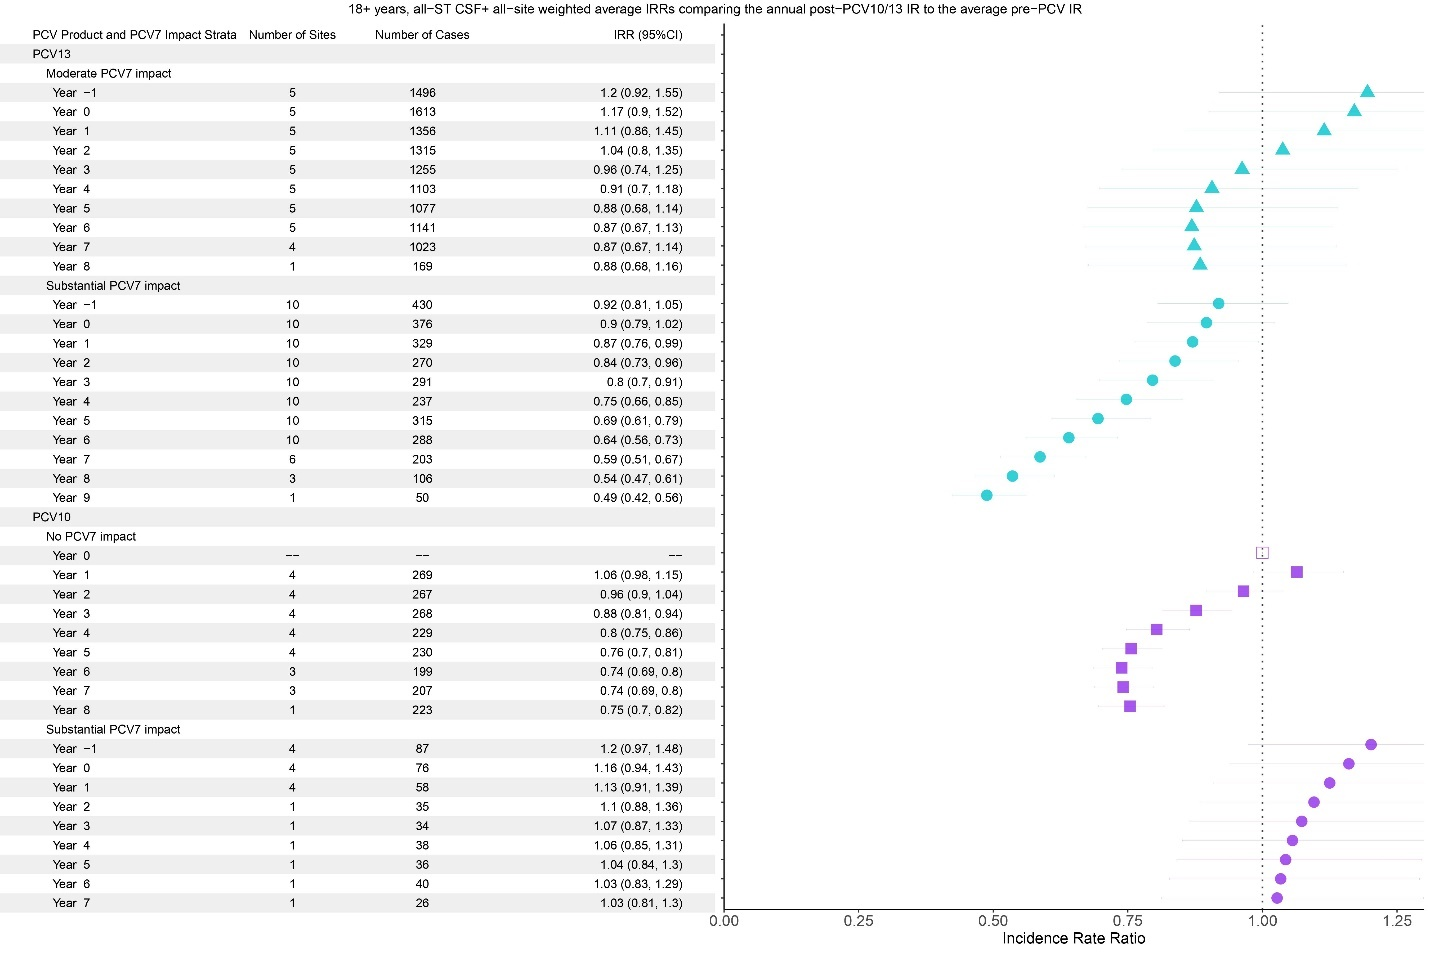 18+ years, all−ST CSF+ all−site weighted average IRRs comparing the annual post−PCV10/13 IR to the average pre−PCV IR
PCV Product and PCV7 Impact Strata Number of Sites Number of Cases IRR (95%CI)
PCV13
Moderate PCV7 impact
Year −1 5 1496 1.2 (0.92, 1.55)
Year 0 5 1613 1.17 (0.9, 1.52)
Year 1 5 1356 1.11 (0.86, 1.45)
Year 2 5 1315 1.04 (0.8, 1.35)
Year 3 5 1255 0.96 (0.74, 1.25)
Year 4 5 1103 0.91 (0.7, 1.18)
Year 5 5 1077 0.88 (0.68, 1.14)
Year 6 5 1141 0.87 (0.67, 1.13)
Year 7 4 1023 0.87 (0.67, 1.14)
Year 8 1 169 0.88 (0.68, 1.16)
Substantial PCV7 impact
Year −1 10 430 0.92 (0.81, 1.05)
Year 0 10 376 0.9 (0.79, 1.02)
Year 1 10 329 0.87 (0.76, 0.99)
Year 2 10 270 0.84 (0.73, 0.96)
Year 3 10 291 0.8 (0.7, 0.91)
Year 4 10 237 0.75 (0.66, 0.85)
Year 5 10 315 0.69 (0.61, 0.79)
Year 6 10 288 0.64 (0.56, 0.73)
Year 7 6 203 0.59 (0.51, 0.67)
Year 8 3 106 0.54 (0.47, 0.61)
Year 9 1 50 0.49 (0.42, 0.56)
PCV10
No PCV7 impact
Year 0 −− −− −−
Year 1 4 269 1.06 (0.98, 1.15)
Year 2 4 267 0.96 (0.9, 1.04)
Year 3 4 268 0.88 (0.81, 0.94)
Year 4 4 229 0.8 (0.75, 0.86)
Year 5 4 230 0.76 (0.7, 0.81)
Year 6 3 199 0.74 (0.69, 0.8)
Year 7 3 207 0.74 (0.69, 0.8)
Year 8 1 223 0.75 (0.7, 0.82)
Substantial PCV7 impact
Year −1 4 87 1.2 (0.97, 1.48)
Year 0 4 76 1.16 (0.94, 1.43)
Year 1 4 58 1.13 (0.91, 1.39)
Year 2 1 35 1.1 (0.88, 1.36)
Year 3 1 34 1.07 (0.87, 1.33)
Year 4 1 38 1.06 (0.85, 1.31)
Year 5 1 36 1.04 (0.84, 1.3)
Year 6 1 40 1.03 (0.83, 1.29)
Year 7 1 26 1.03 (0.81, 1.3)
0.00 0.25 0.50 0.75 1.00 1.25
Incidence Rate Ratio